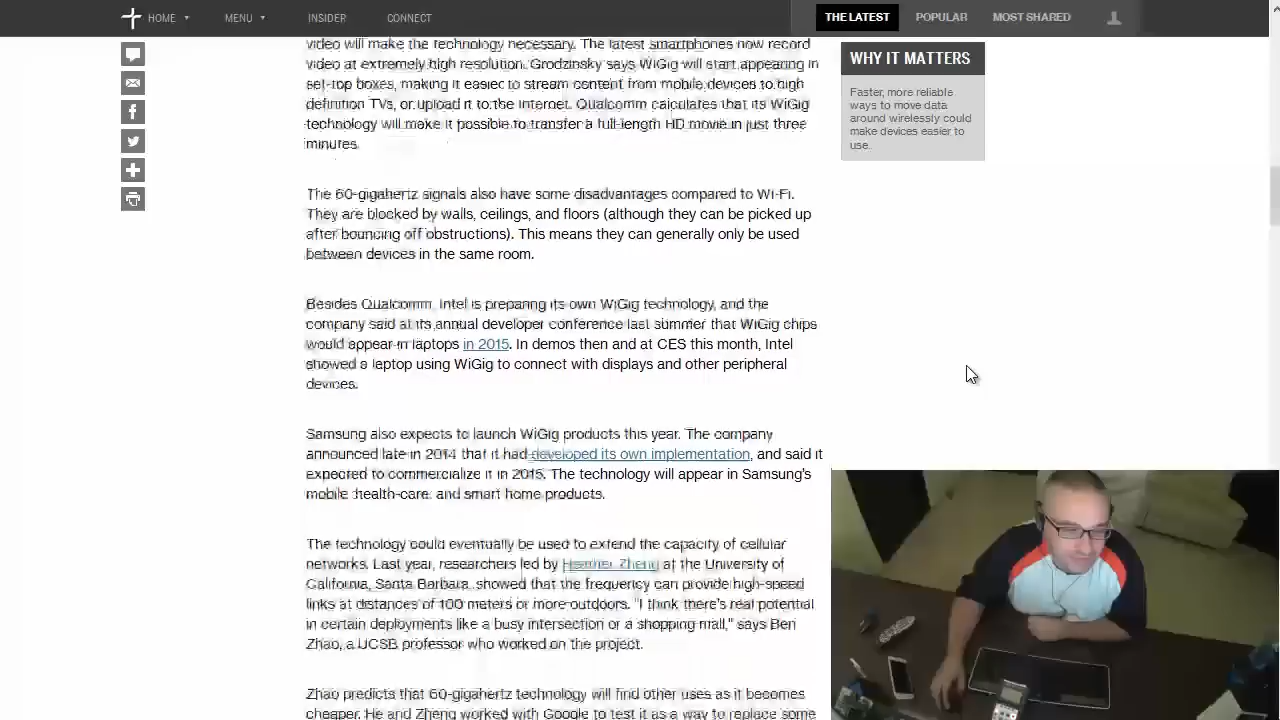 HOME
MENU
INSIDER
CONNECT
THE LATEST
POPULAR
MOST SHARED
video will make the technology necessary. The latest smartphones now record
video at extremely high resolution. Grodzinsky says WiGig will start appearing in
set-top boxes, making it easier to stream content from mobile devices to high
definition TVs, or upload it to the Internet. Qualcomm calculates that its WiGig
technology will make it possible to transfer a full-length HD movie in just three
minutes.
The 60-gigahertz signals also have some disadvantages compared to Wi-Fi.
They are blocked by walls, ceilings, and floors (although they can be picked up
after bouncing off obstructions). This means they can generally only be used
between devices in the same room.
Besides Qualcomm, Intel is preparing its own WiGig technology, and the
company said at its annual developer conference last summer that WiGig chips
would appear in laptops in 2015. In demos then and at CES this month, Intel
showed a laptop using WiGig to connect with displays and other peripheral
devices.
Samsung also expects to launch WiGig products this year. The company
announced late in 2014 that it had developed its own implementation, and said it
expected to commercialize it in 2015. The technology will appear in Samsung's
mobile health-care and smart home products.
The technology could eventually be used to extend the capacity of cellular
networks. Last year, researchers led by Heather Zheng at the University of
California, Santa Barbara, showed that the frequency can provide high-speed
links at distances of 100 meters or more outdoors. "I think there's real potential
in certain deployments like a busy intersection or a shopping mall," says Ben
Zhao, a UCSB professor who worked on the project.
Zhao predicts that 60-gigahertz technology will find other uses as it becomes
cheaper. He and Zheng worked with Google to test it as a way to replace some
WHY IT MATTERS
Faster, more reliable
ways to move data
around wirelessly could
make devices easier to
use.